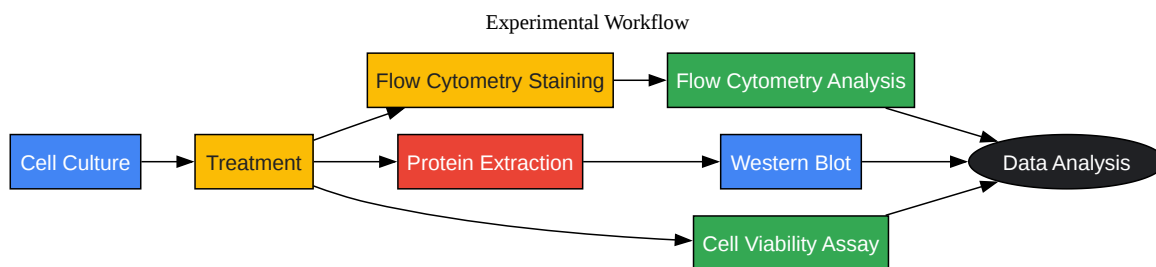 Experimental Workflow
Flow Cytometry Staining
Flow Cytometry Analysis
Cell Culture
Treatment
Protein Extraction
Western Blot
Data Analysis
Cell Viability Assay